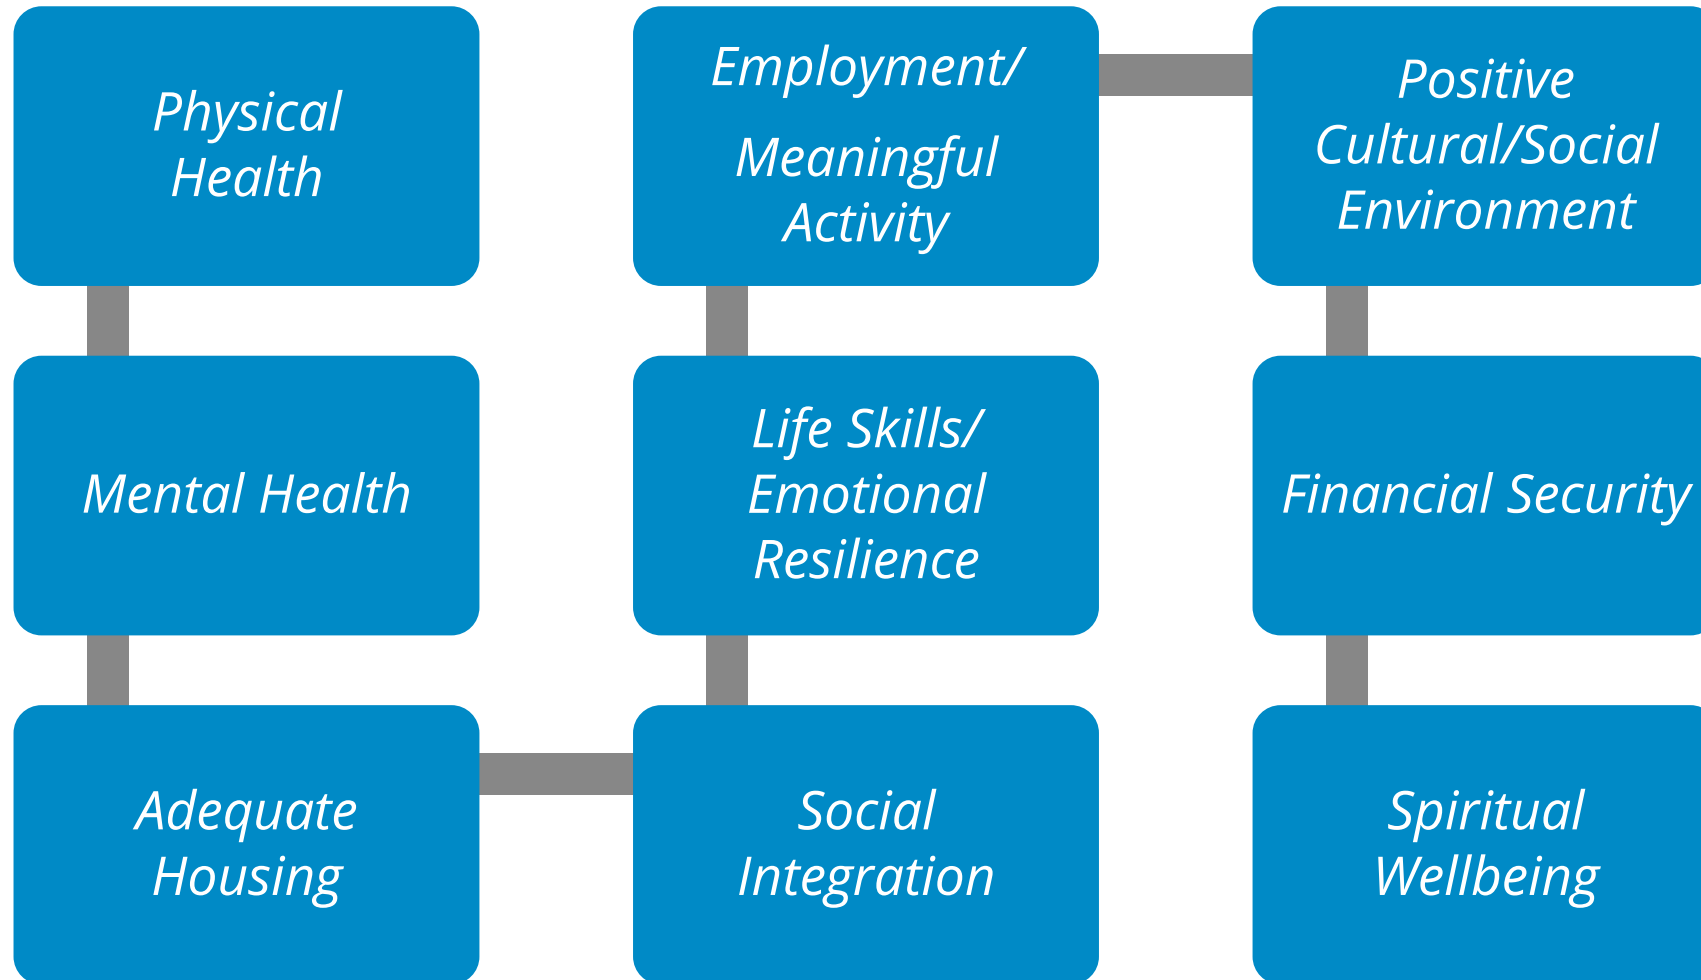 Physical
Health
Mental Health
Adequate
Housing
Social
Integration
Life Skills/
Emotional
Resilience
Employment/
Meaningful
Activity
Positive
Cultural/Social
Environment
Financial Security
Spiritual
Wellbeing